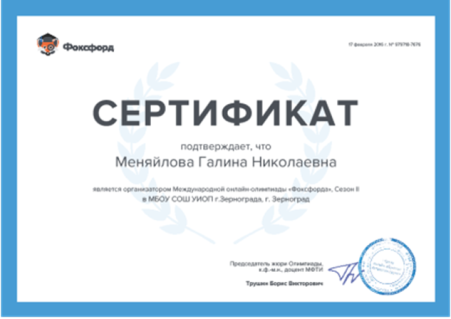 Фоксфорд
СЕРТИФИКАТ
подтверждает, что
Меняйлова Галина Николаевна
является организатором Международной онлайн-олимпиады «Фоксфорда», Сезон II
в МБОУ СОШ УИОП г.Зернограда, г. Зерноград
Председатель жюри Олимпиады,
к.ф.-м.н., доцент МФТИ
Трушин Борис Викторович